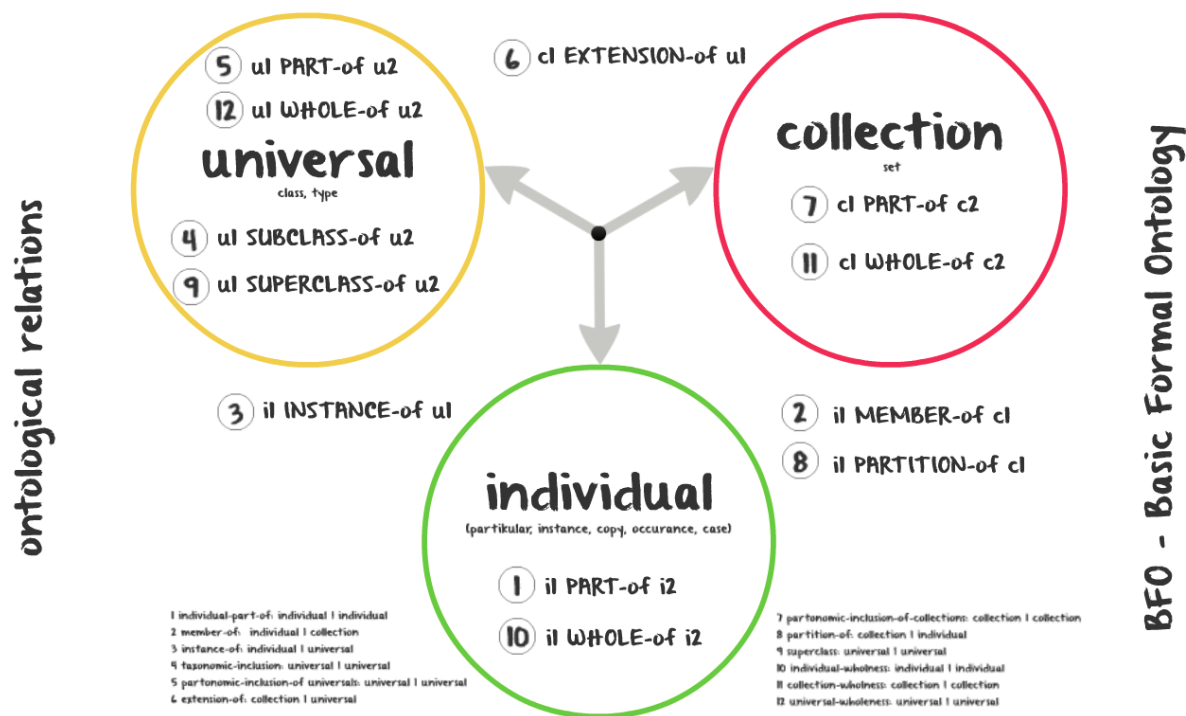 ontological relations
5 u1 PART-of u2
12 u1 WHOLE-of u2
universal
class, type
4 u1 SUBCLASS-of u2
9 u1 SUPERCLASS-of u2
6 c1 EXTENSION-of u1
collection
set
7 c1 PART-of c2
11 c1 WHOLE-of c2
3 i1 INSTANCE-of u1
2 i1 MEMBER-of c1
8 i1 PARTITION-of c1
individual
(partikular, instance, copy, occurance, case)
1 i1 PART-of i2
10 i1 WHOLE-of i2
1 individual-part-of: individual | individual
2 member-of: individual | collection
3 instance-of: individual | universal
4 taxonomic-inclusion: universal | universal
5 partonomic-inclusion-of universals: universal | universal
6 extension-of: collection | universal
7 partonomic-inclusion-of-collections: collection | collection
8 partition-of: collection | individual
9 superclass: universal | universal
10 individual-wholness: individual | individual
11 collection-wholness: collection | collection
12 universal-wholeness: universal | universal
BFO - Basic Formal Ontology